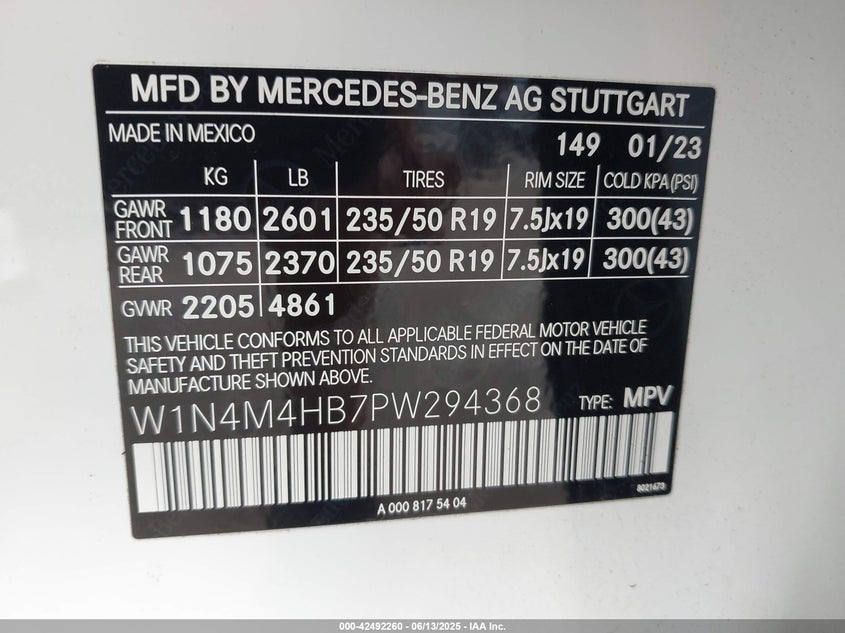 MFD BY MERCEDES-BENZ AG STUTTGART
MADE IN MEXICO 149 01/23
KG LB TIRES RIM SIZE COLD KPA (PSI)
GAWR FRONT 1180 2601 235/50 R19 7.5Jx19 300(43)
GAWR REAR 1075 2370 235/50 R19 7.5Jx19 300(43)
GVWR 2205 4861
THIS VEHICLE CONFORMS TO ALL APPLICABLE FEDERAL MOTOR VEHICLE
SAFETY AND THEFT PREVENTION STANDARDS IN EFFECT ON THE DATE OF
MANUFACTURE SHOWN ABOVE.
W1N4M4HB7PW294368 TYPE: MPV
8021673
A 000 817 54 04
000-42492260 - 06/13/2025 - IAA Inc.